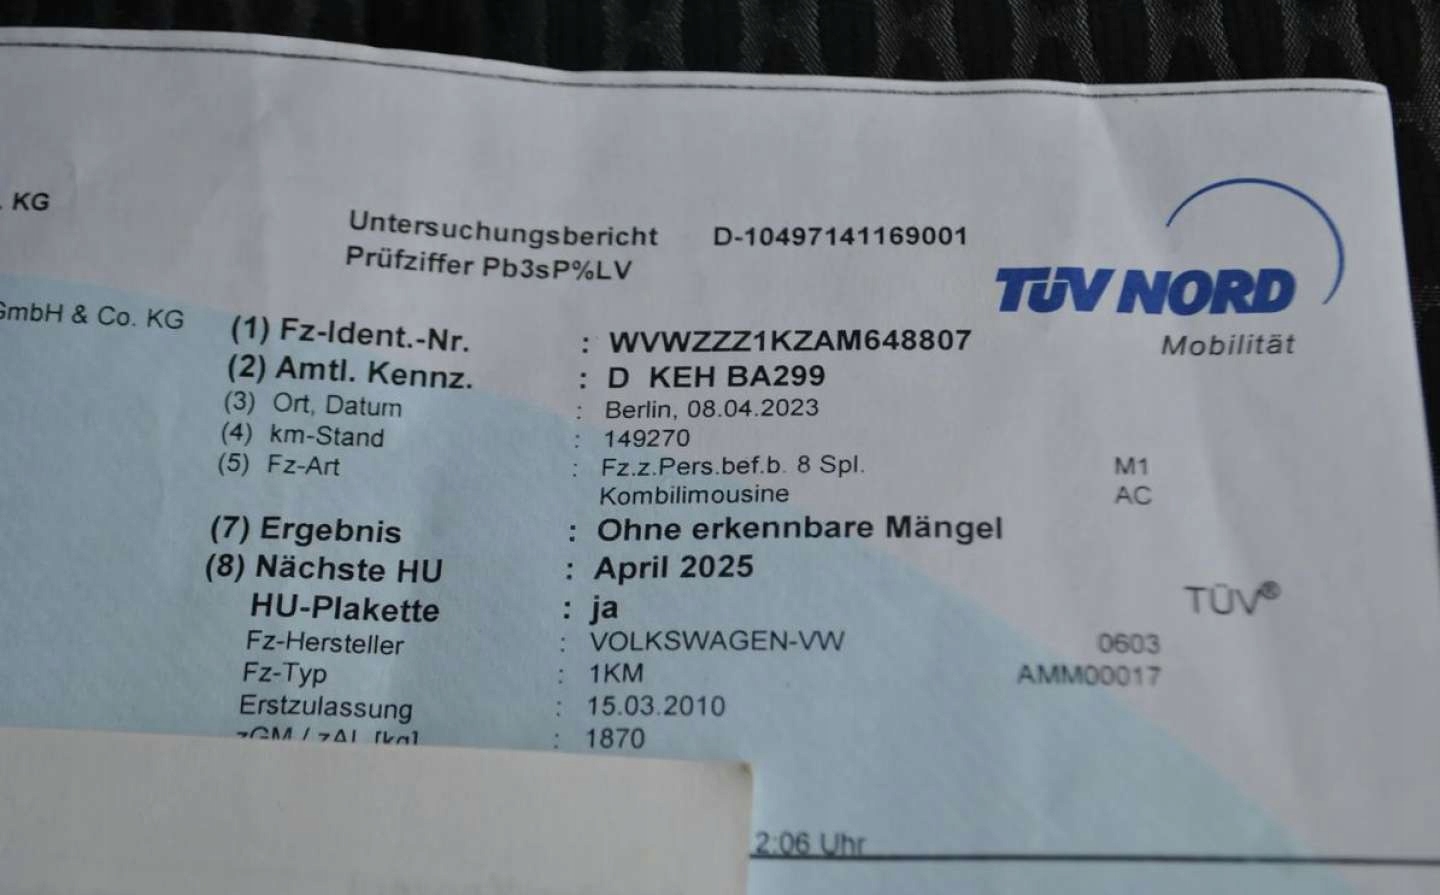 . KG
Untersuchungsbericht D-10497141169001
Prüfziffer Pb3sP%LV
TÜV NORD
Mobilität
GmbH & Co. KG
(1) Fz-Ident.-Nr. : WVWZZZ1KZAM648807
(2) Amtl. Kennz. : D KEH BA299
(3) Ort, Datum : Berlin, 08.04.2023
(4) km-Stand : 149270
(5) Fz-Art : Fz.z.Pers.bef.b. 8 Spl. M1
Kombilimousine AC
(7) Ergebnis : Ohne erkennbare Mängel
(8) Nächste HU : April 2025
HU-Plakette : ja
TÜV®
Fz-Hersteller : VOLKSWAGEN-VW 0603
Fz-Typ : 1KM AMM00017
Erstzulassung : 15.03.2010
zGM / zAL [kg] : 1870
2:06 Uhr